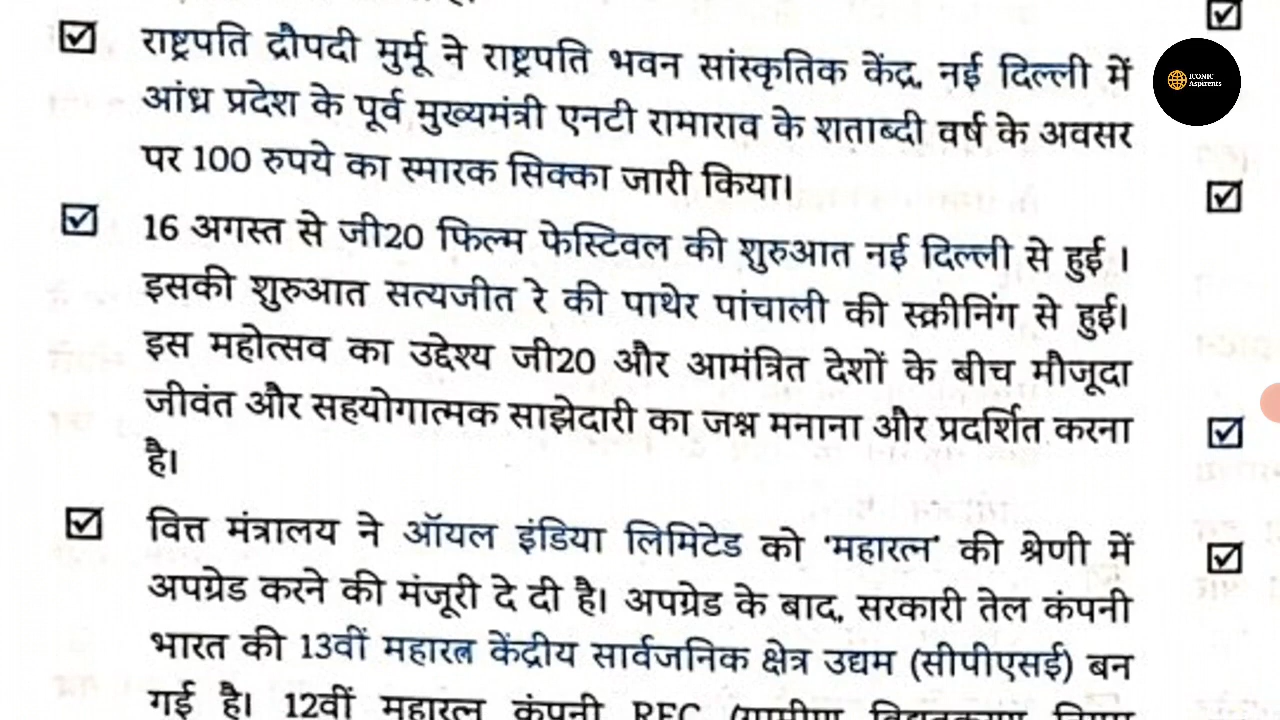 राष्ट्रपति द्रौपदी मुर्मू ने राष्ट्रपति भवन सांस्कृतिक केंद्र, नई दिल्ली में
आंध्र प्रदेश के पूर्व मुख्यमंत्री एनटी रामाराव के शताब्दी वर्ष के अवसर
पर 100 रुपये का स्मारक सिक्का जारी किया।
16 अगस्त से जी20 फिल्म फेस्टिवल की शुरुआत नई दिल्ली से हुई ।
इसकी शुरुआत सत्यजीत रे की पाथेर पांचाली की स्क्रीनिंग से हुई।
इस महोत्सव का उद्देश्य जी20 और आमंत्रित देशों के बीच मौजूदा
जीवंत और सहयोगात्मक साझेदारी का जश्न मनाना और प्रदर्शित करना
है।
वित्त मंत्रालय ने ऑयल इंडिया लिमिटेड को 'महारत्न' की श्रेणी में
अपग्रेड करने की मंजूरी दे दी है। अपग्रेड के बाद, सरकारी तेल कंपनी
भारत की 13वीं महारत्न केंद्रीय सार्वजनिक क्षेत्र उद्यम (सीपीएसई) बन
गई है। 12वीं महारत्न कंपनी REC
ICONIC
Aspirents